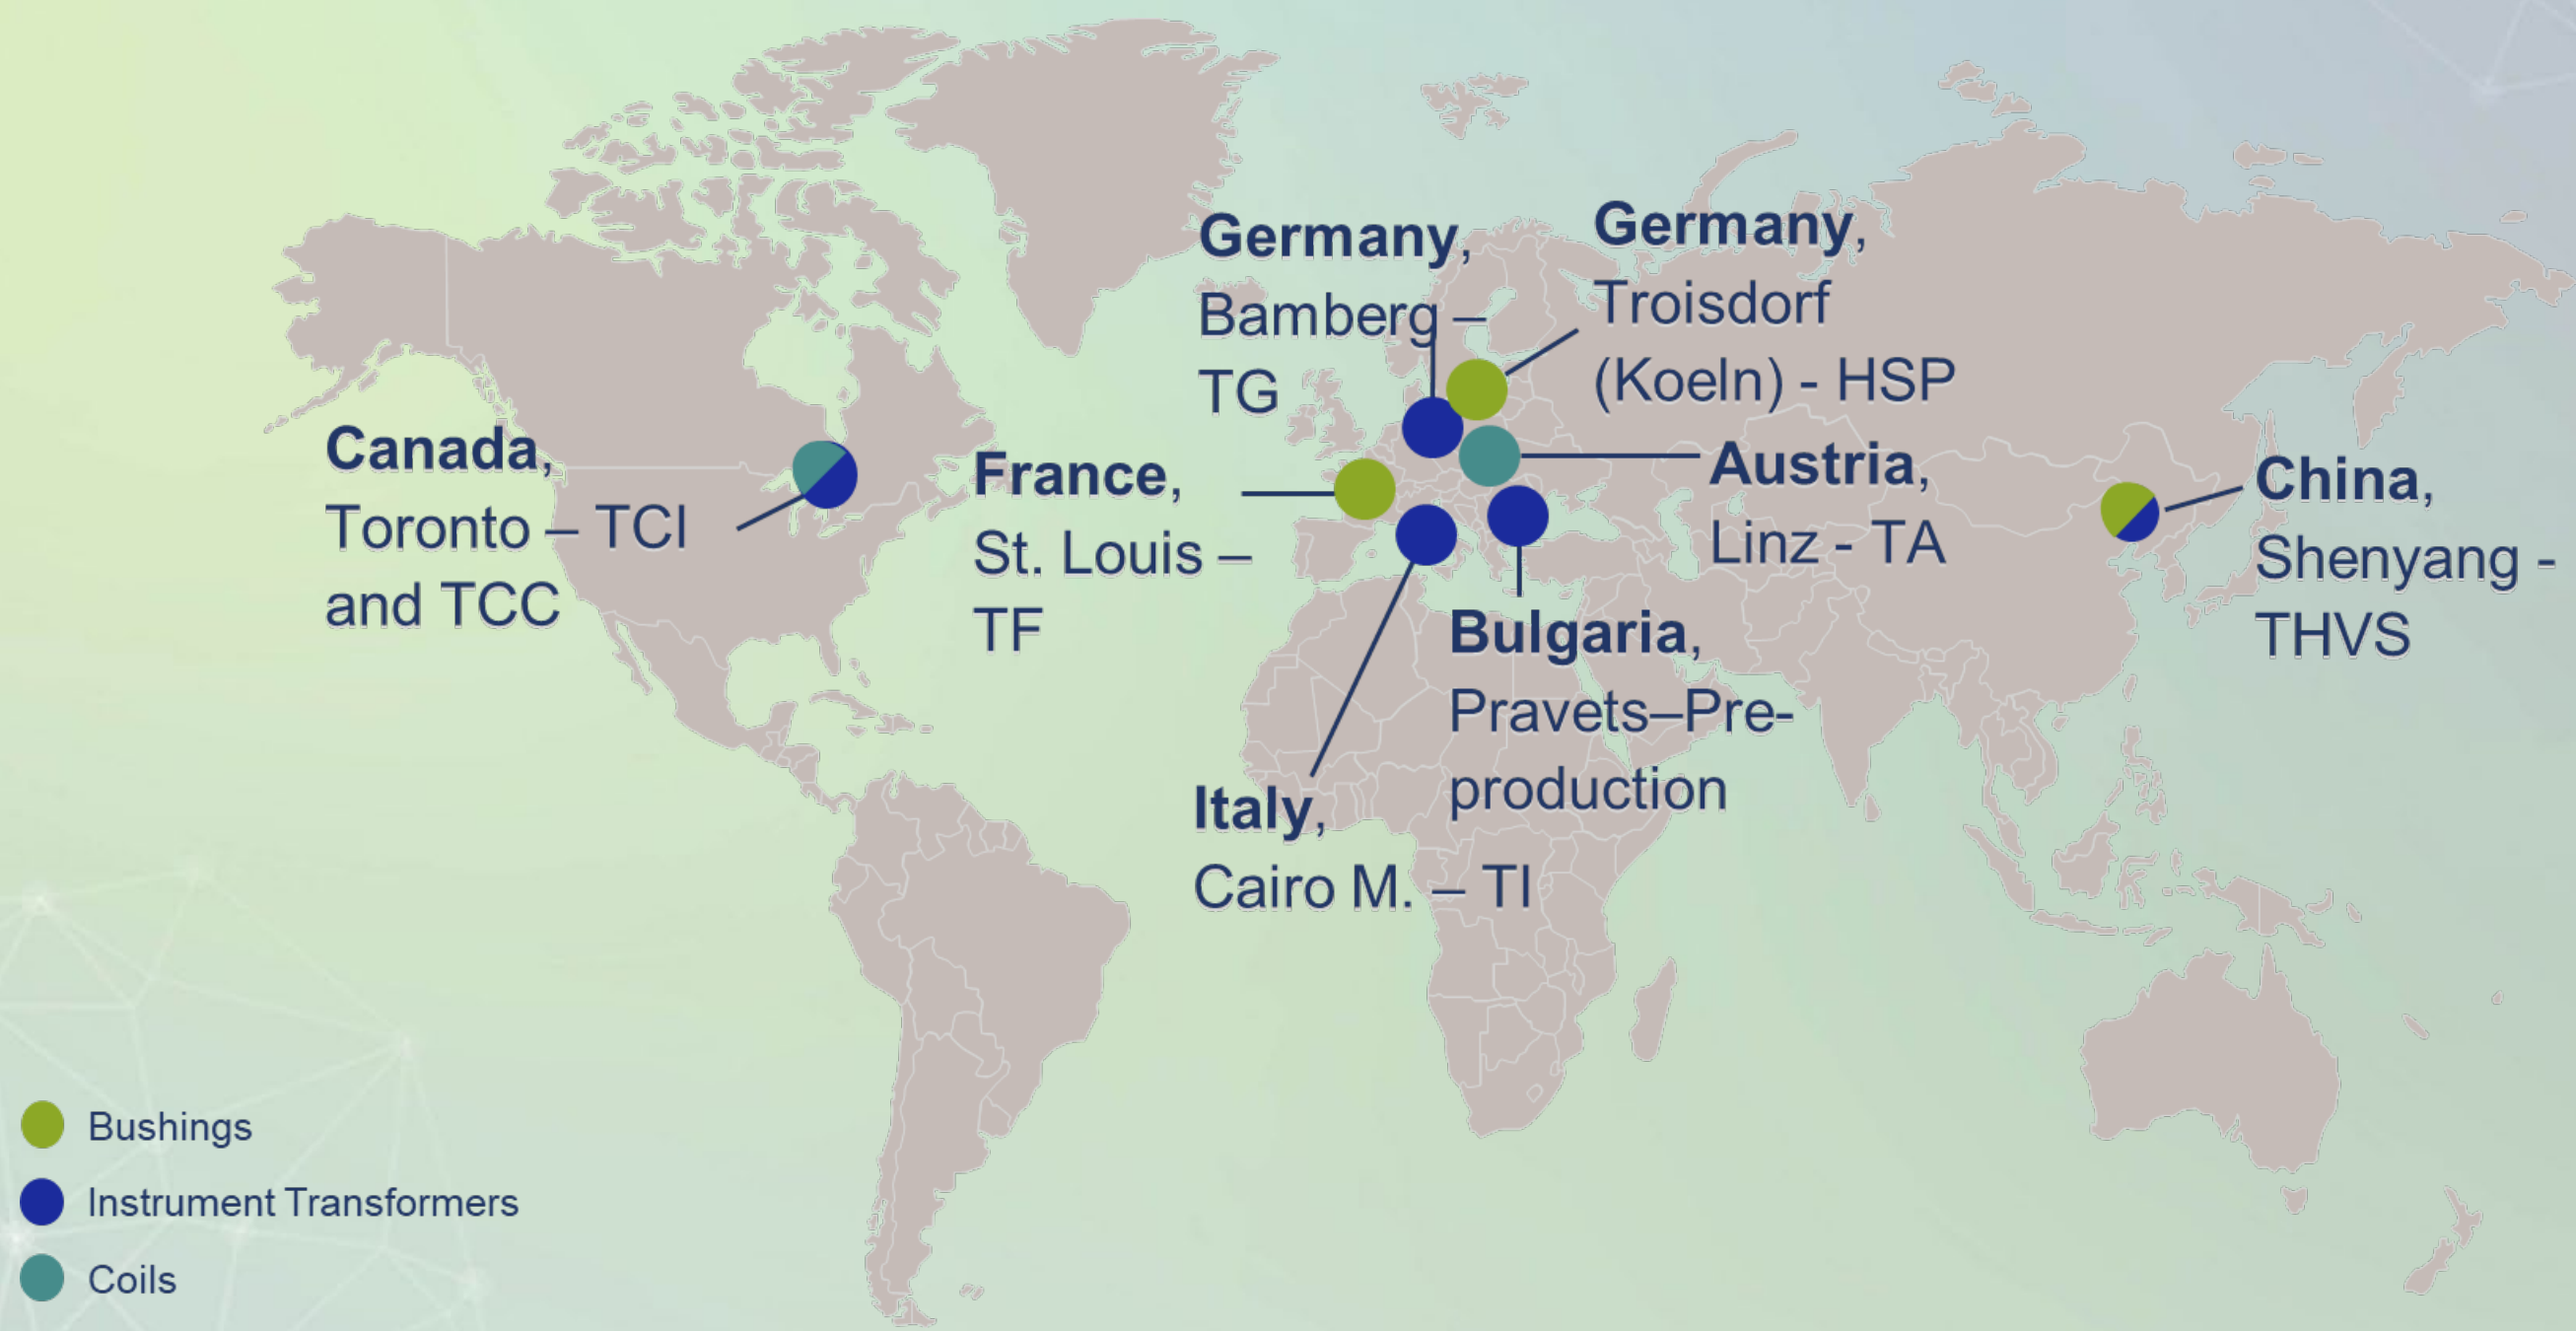 Germany,
Bamberg –
TG
Germany,
Troisdorf
(Koeln) - HSP
Canada,
Toronto – TCI
and TCC
France,
St. Louis –
TF
Austria,
Linz - TA
China,
Shenyang -
THVS
Bulgaria,
Pravets–Pre-
production
Italy,
Cairo M. – TI
Bushings
Instrument Transformers
Coils